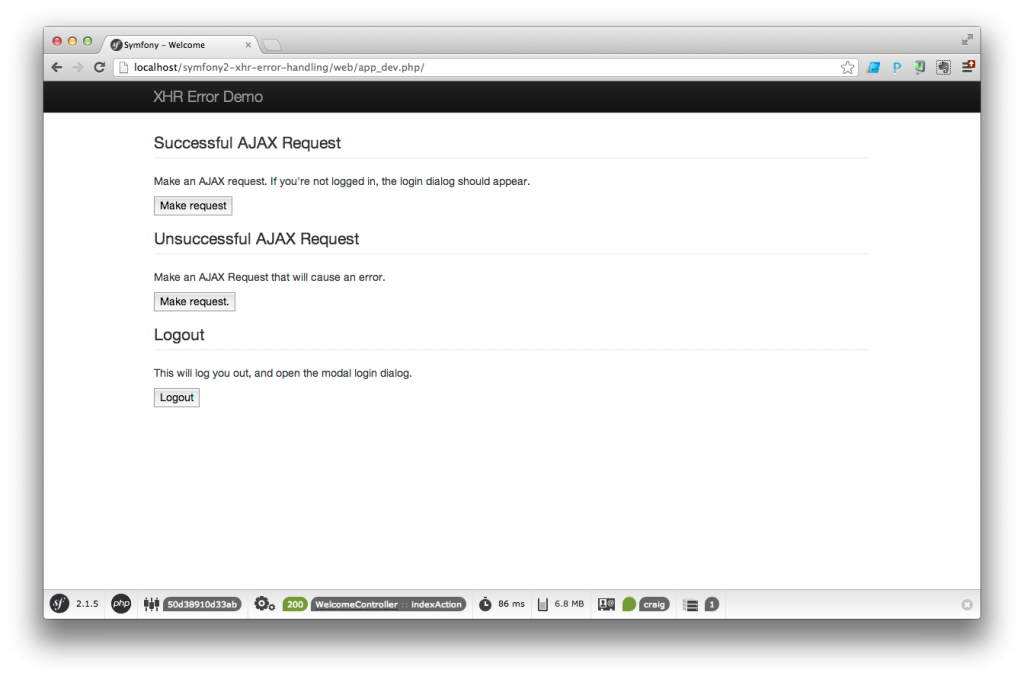 Symfony - Welcome
localhost/symfony2-xhr-error-handling/web/app_dev.php/
XHR Error Demo
Successful AJAX Request
Make an AJAX request. If you're not logged in, the login dialog should appear.
Make request
Unsuccessful AJAX Request
Make an AJAX Request that will cause an error.
Make request.
Logout
This will log you out, and open the modal login dialog.
Logout
sf 2.1.5 php 50d38910d33ab 200 WelcomeController :: indexAction 86 ms 6.8 MB craig 1